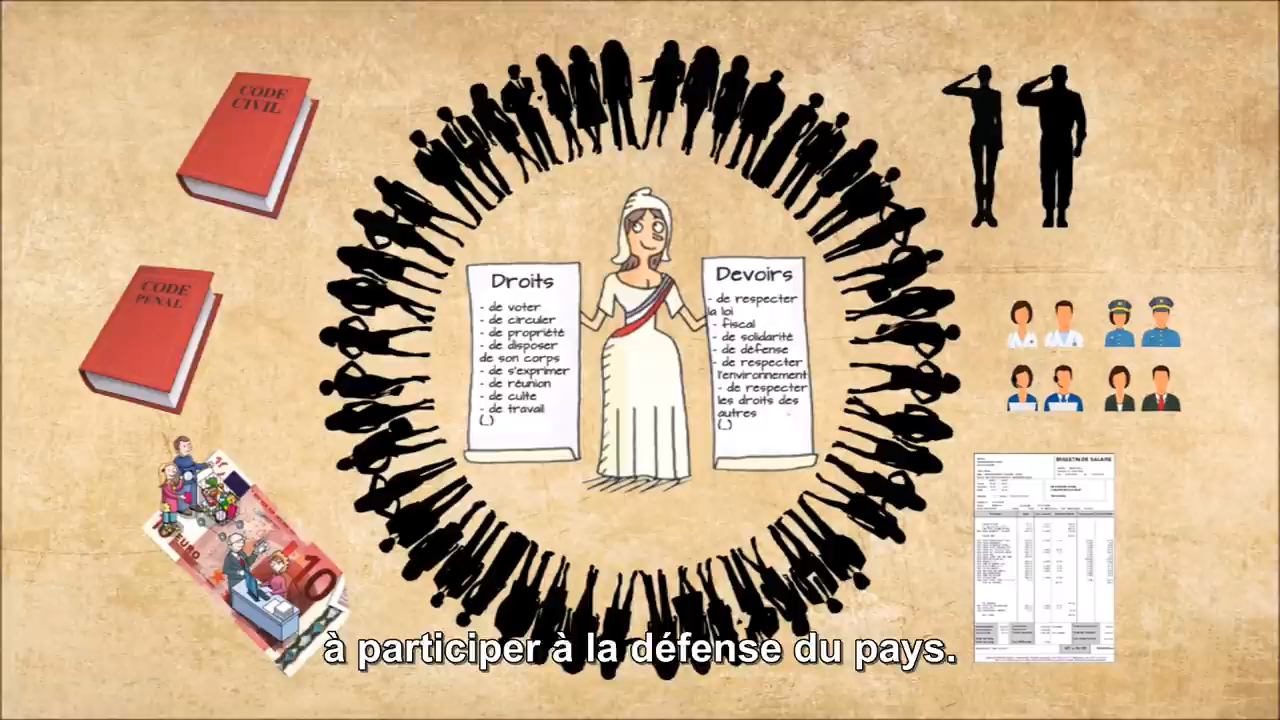 CODE
CIVIL
CODE
PENAL
Droits
- de voter
- de circuler
- de propriété
- de disposer
de son corps
- de s'exprimer
- de réunion
- de culte
- de travail
(...)
Devoirs
- de respecter
la loi
- fiscal
- de solidarité
- de défense
- de respecter
l'environnement
- de respecter
les droits des
autres
(...)
EURO
10
BULLETIN DE SALAIRE
à participer à la défense du pays.